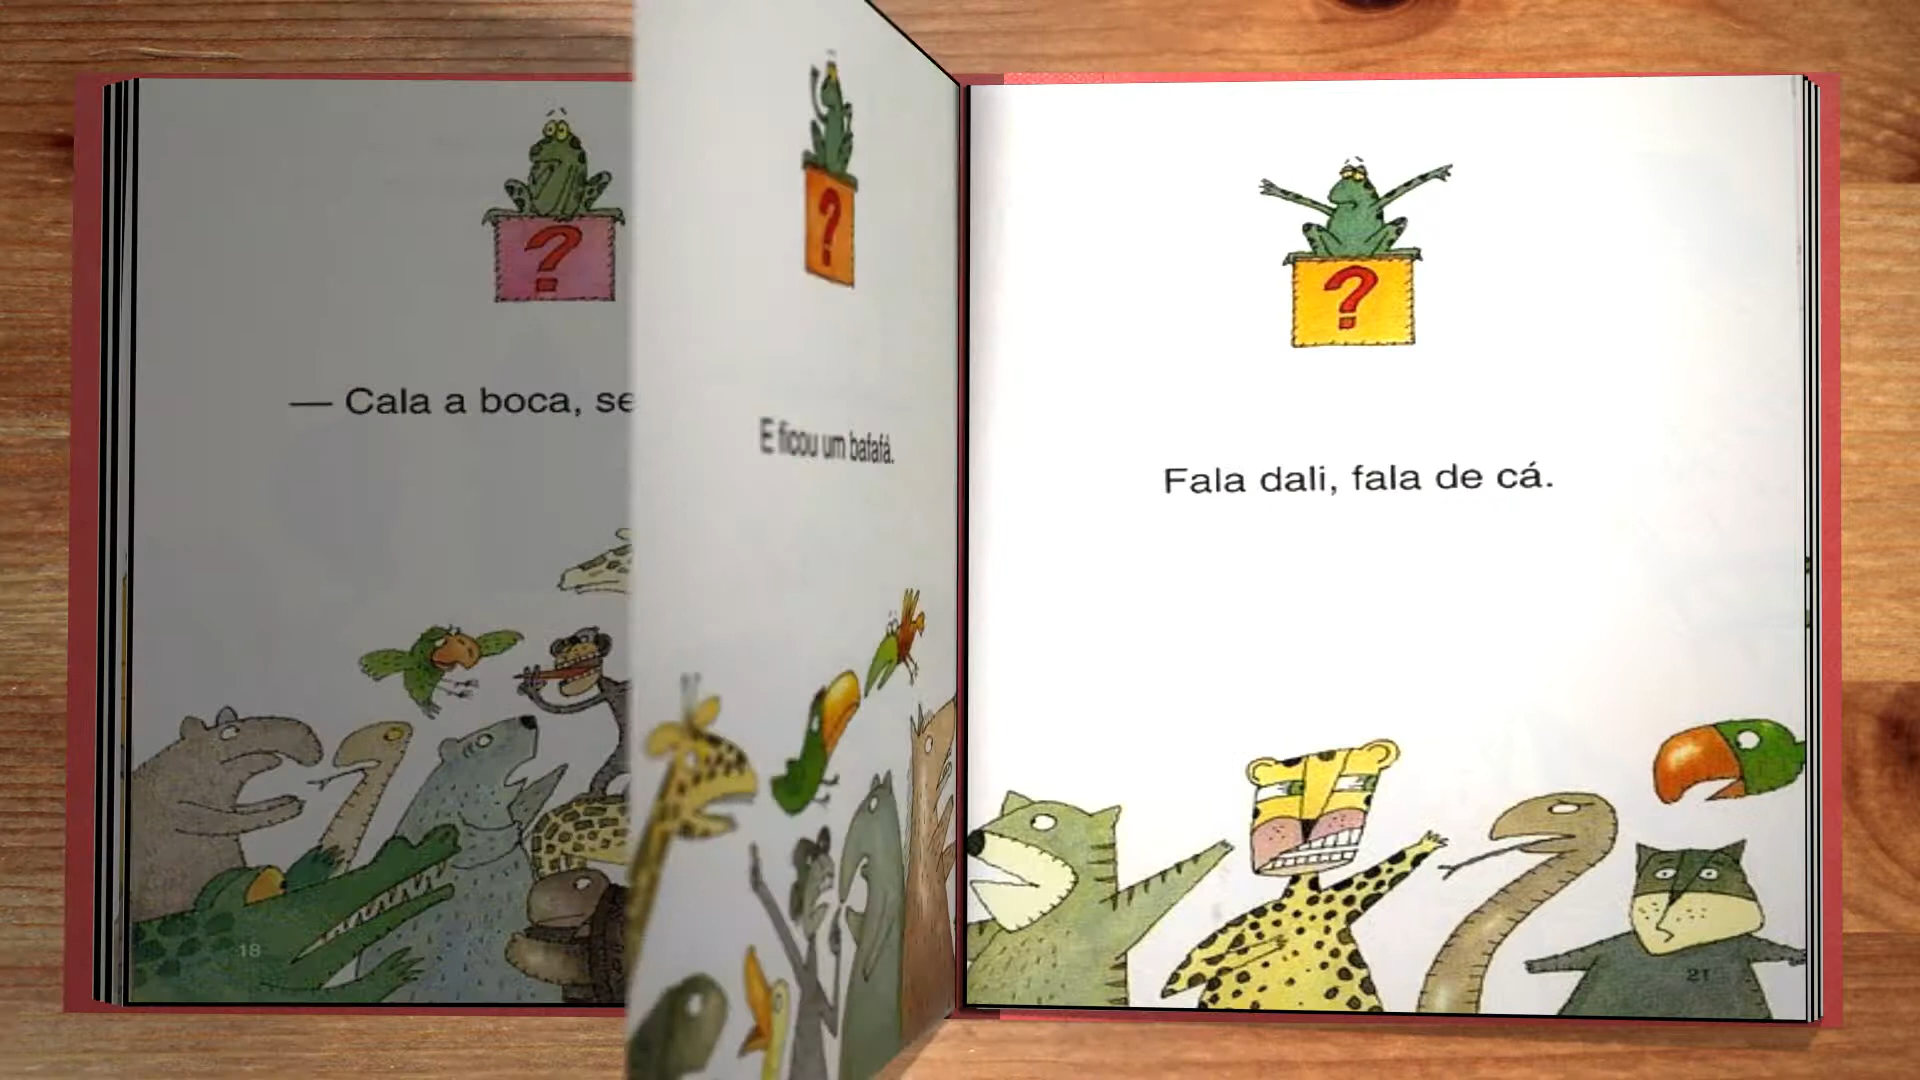 — Cala a boca, se
?
18
E ficou um bafafá.
?
Fala dali, fala de cá.
?
21